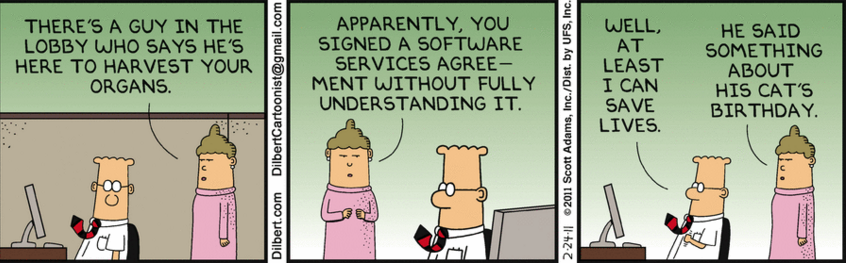 THERE'S A GUY IN THE
LOBBY WHO SAYS HE'S
HERE TO HARVEST YOUR
ORGANS.
Dilbert.com DilbertCartoonist@gmail.com
APPARENTLY, YOU
SIGNED A SOFTWARE
SERVICES AGREE-
MENT WITHOUT FULLY
UNDERSTANDING IT.
2-24-11 ©2011 Scott Adams, Inc./Dist. by UFS, Inc.
WELL,
AT
LEAST
I CAN
SAVE
LIVES.
HE SAID
SOMETHING
ABOUT
HIS CAT'S
BIRTHDAY.